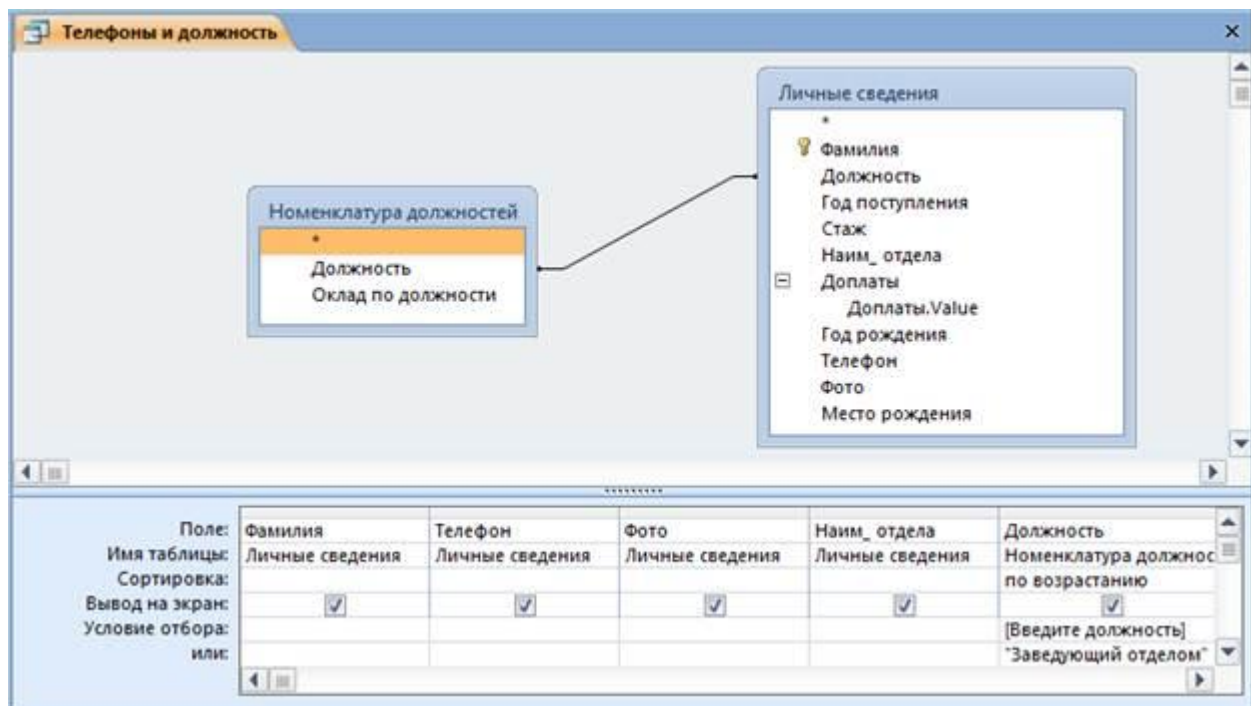 Телефоны и должность
Личные сведения
*
Фамилия
Должность
Год поступления
Стаж
Наим_ отдела
Доплаты
Доплаты.Value
Год рождения
Телефон
Фото
Место рождения
Номенклатура должностей
*
Должность
Оклад по должности
Поле: Фамилия Телефон Фото Наим_ отдела Должность
Имя таблицы: Личные сведения Личные сведения Личные сведения Личные сведения Номенклатура должнос
Сортировка: по возрастанию
Вывод на экран:
Условие отбора: [Введите должность]
или: "Заведующий отделом"